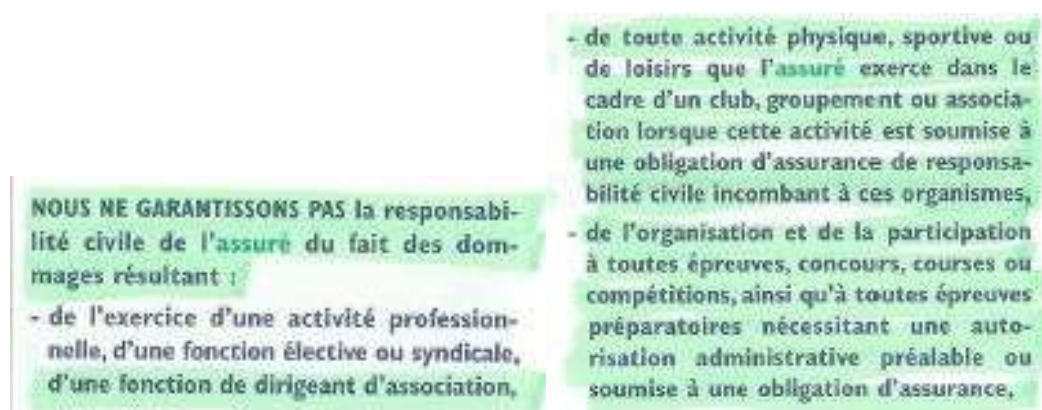 NOUS NE GARANTISSONS PAS la responsabi-
lité civile de l'assuré du fait des dom-
mages résultant :
- de l'exercice d'une activité profession-
nelle, d'une fonction élective ou syndicale,
d'une fonction de dirigeant d'association,
- de toute activité physique, sportive ou
de loisirs que l'assuré exerce dans le
cadre d'un club, groupement ou associa-
tion lorsque cette activité est soumise à
une obligation d'assurance de responsa-
bilité civile incombant à ces organismes,
- de l'organisation et de la participation
à toutes épreuves, concours, courses ou
compétitions, ainsi qu'à toutes épreuves
préparatoires nécessitant une auto-
risation administrative préalable ou
soumise à une obligation d'assurance,